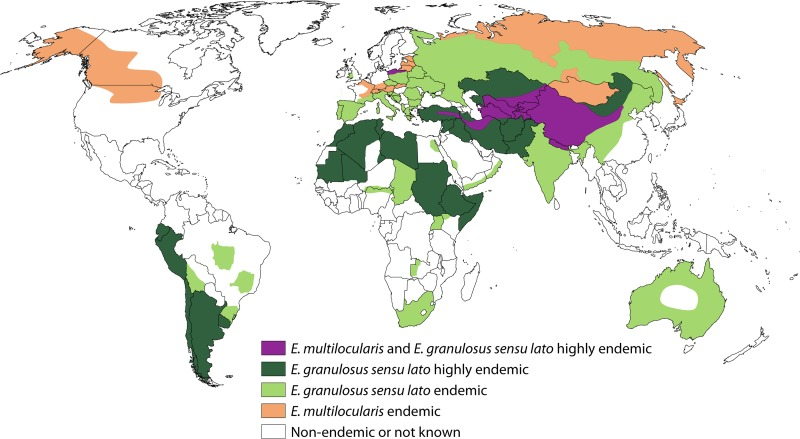 E. multilocularis and E. granulosus sensu lato highly endemic
E. granulosus sensu lato highly endemic
E. granulosus sensu lato endemic
E. multilocularis endemic
Non-endemic or not known